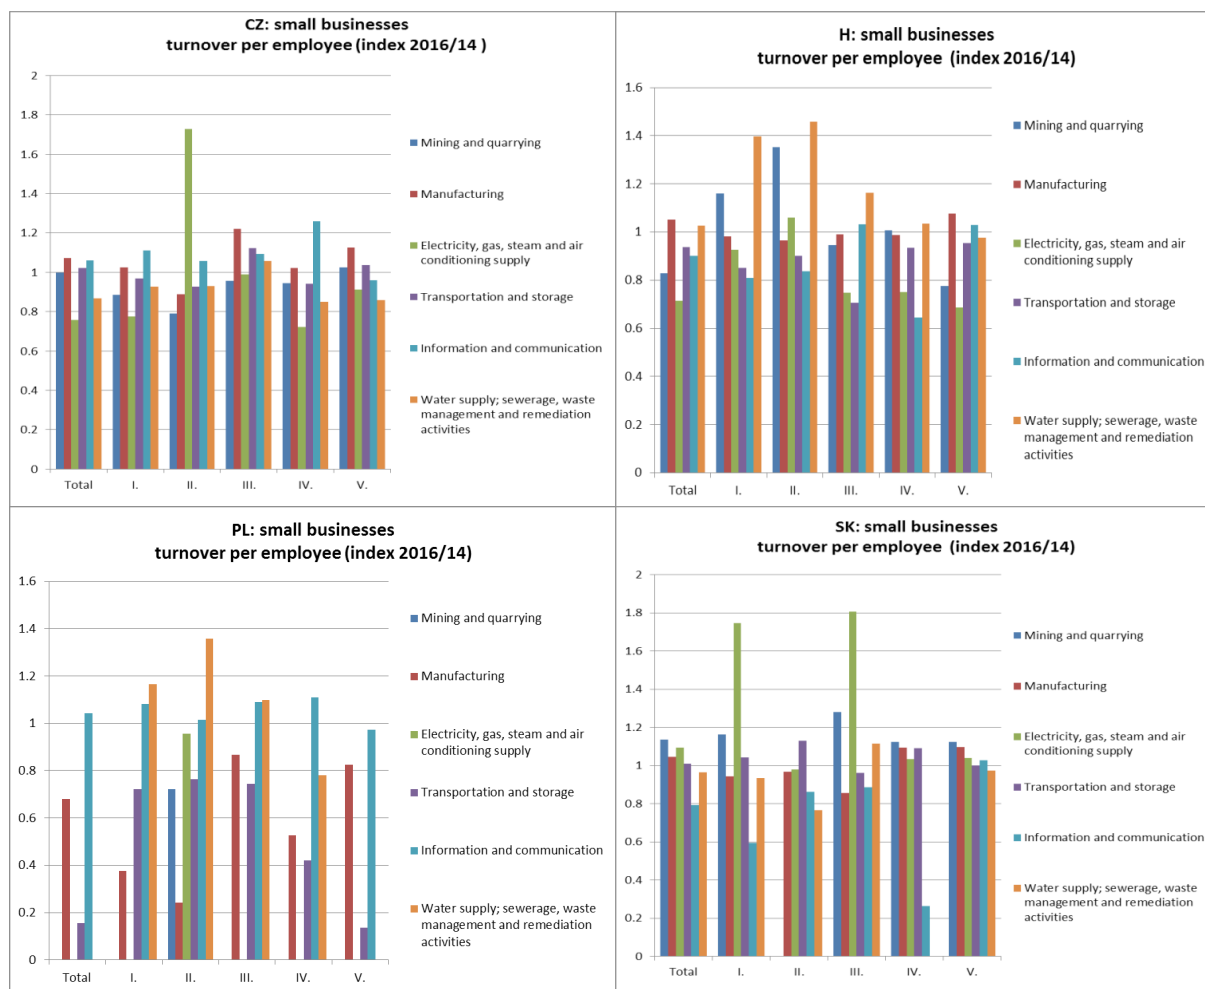 CZ: small businesses
turnover per employee (index 2016/14 )
2
1.8
1.6
1.4
1.2
1
0.8
0.6
0.4
0.2
0
Total I. II. III. IV. V.
Mining and quarrying
Manufacturing
Electricity, gas, steam and air
conditioning supply
Transportation and storage
Information and communication
Water supply; sewerage, waste
management and remediation
activities
H: small businesses
turnover per employee (index 2016/14)
1.6
1.4
1.2
1
0.8
0.6
0.4
0.2
0
Total I. II. III. IV. V.
Mining and quarrying
Manufacturing
Electricity, gas, steam and air
conditioning supply
Transportation and storage
Information and communication
Water supply; sewerage, waste
management and remediation
activities
PL: small businesses
turnover per employee (index 2016/14)
1.6
1.4
1.2
1
0.8
0.6
0.4
0.2
0
Total I. II. III. IV. V.
Mining and quarrying
Manufacturing
Electricity, gas, steam and air
conditioning supply
Transportation and storage
Information and communication
Water supply; sewerage, waste
management and remediation
activities
SK: small businesses
turnover per employee (index 2016/14)
2
1.8
1.6
1.4
1.2
1
0.8
0.6
0.4
0.2
0
Total I. II. III. IV. V.
Mining and quarrying
Manufacturing
Electricity, gas, steam and air
conditioning supply
Transportation and storage
Information and communication
Water supply; sewerage, waste
management and remediation
activities